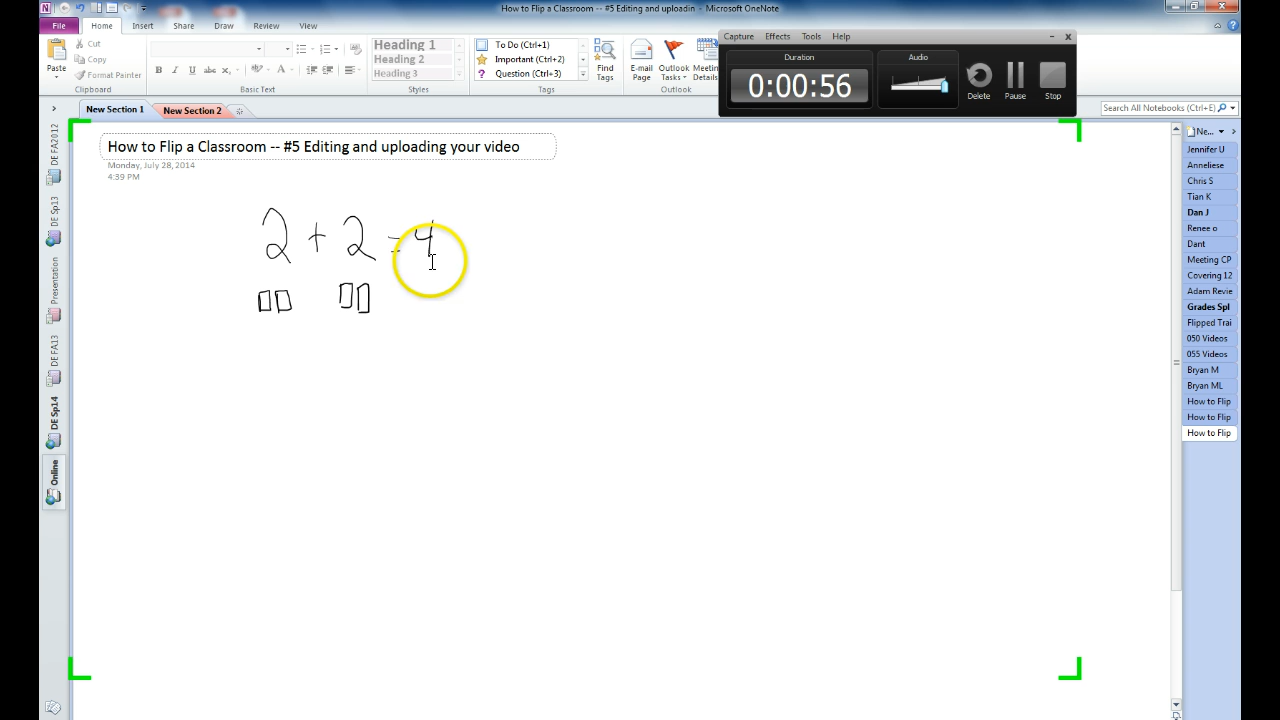 How to Flip a Classroom -- #5 Editing and uploadin - Microsoft OneNote
File Home Insert Share Review View Draw
Paste
Cut
Copy
Format Painter
Clipboard
B I U abc
Basic Text
Heading 1
Heading 2
Heading 3
Styles
To Do (Ctrl+1)
Important (Ctrl+2)
Question (Ctrl+3)
Tags
Find Tags
E-mail Page
Outlook Tasks
Meeting Details
Outlook
Capture Effects Tools Help
Duration
0:00:56
Audio
Delete
Pause
Stop
New Section 1
New Section 2
Search All Notebooks (Ctrl+E)
How to Flip a Classroom -- #5 Editing and uploading your video
Monday, July 28, 2014
4:39 PM
2 + 2 = 4
DE FA2012
DE Sp13
DE FA13
DE Sp14
Online
Ne...
Jennifer U
Anneliese
Chris S
Tian K
Dan J
Renee o
Dant
Meeting CP
Covering 12
Adam Revie
Grades Spl
Flipped Trai
050 Videos
055 Videos
Bryan M
Bryan ML
How to Flip
How to Flip
How to Flip